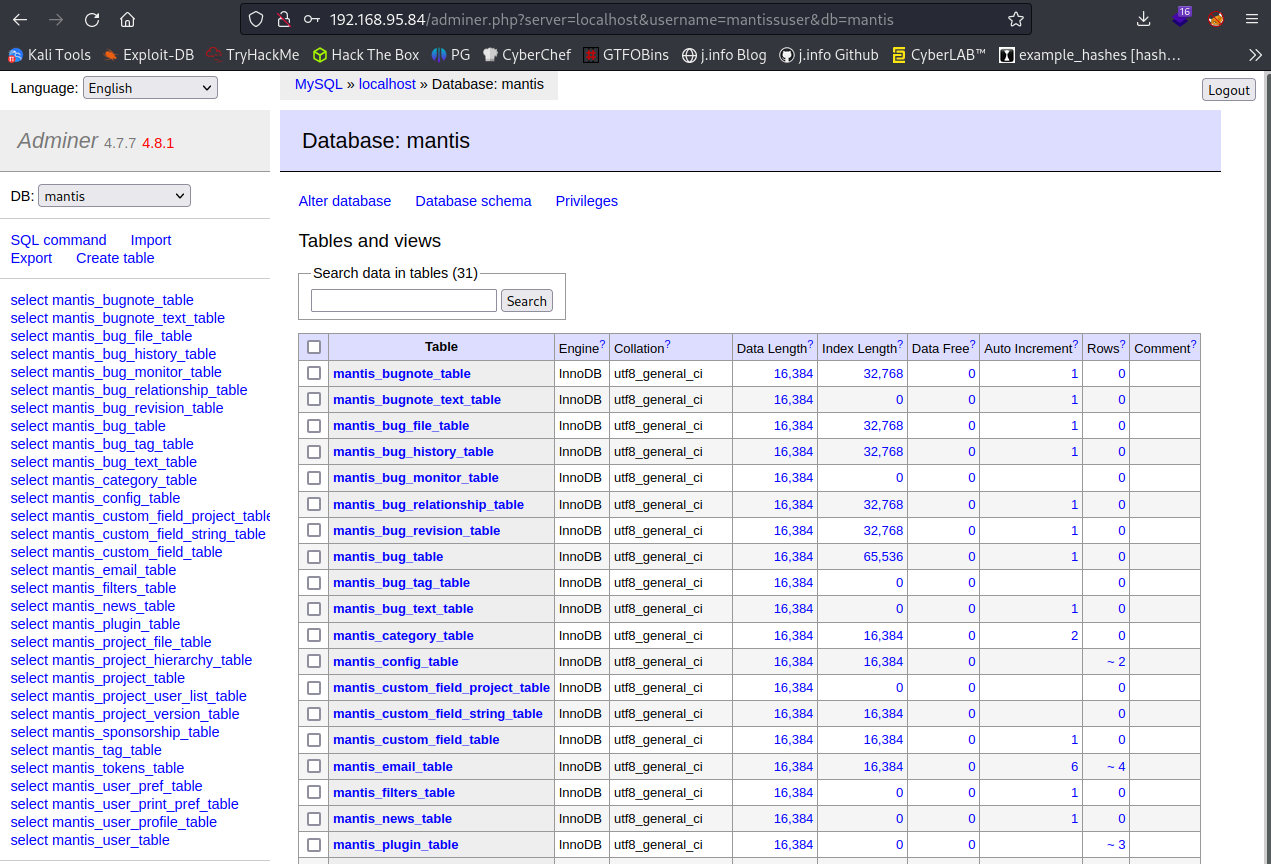 192.168.95.84/adminer.php?server=localhost&username=mantissuser&db=mantis
16
Kali Tools Exploit-DB TryHackMe Hack The Box PG CyberChef GTFOBins j.info Blog j.info Github CyberLAB™ example_hashes [hash…
Language: English
MySQL » localhost » Database: mantis
Logout
Adminer 4.7.7 4.8.1
Database: mantis
DB: mantis
Alter database Database schema Privileges
SQL command Import
Export Create table
Tables and views
Search data in tables (31)
Search
select mantis_bugnote_table
select mantis_bugnote_text_table
select mantis_bug_file_table
select mantis_bug_history_table
select mantis_bug_monitor_table
select mantis_bug_relationship_table
select mantis_bug_revision_table
select mantis_bug_table
select mantis_bug_tag_table
select mantis_bug_text_table
select mantis_category_table
select mantis_config_table
select mantis_custom_field_project_table
select mantis_custom_field_string_table
select mantis_custom_field_table
select mantis_email_table
select mantis_filters_table
select mantis_news_table
select mantis_plugin_table
select mantis_project_file_table
select mantis_project_hierarchy_table
select mantis_project_table
select mantis_project_user_list_table
select mantis_project_version_table
select mantis_sponsorship_table
select mantis_tag_table
select mantis_tokens_table
select mantis_user_pref_table
select mantis_user_print_pref_table
select mantis_user_profile_table
select mantis_user_table
Table Engine? Collation? Data Length? Index Length? Data Free? Auto Increment? Rows? Comment?
mantis_bugnote_table InnoDB utf8_general_ci 16,384 32,768 0 1 0
mantis_bugnote_text_table InnoDB utf8_general_ci 16,384 0 0 1 0
mantis_bug_file_table InnoDB utf8_general_ci 16,384 32,768 0 1 0
mantis_bug_history_table InnoDB utf8_general_ci 16,384 32,768 0 1 0
mantis_bug_monitor_table InnoDB utf8_general_ci 16,384 0 0 0
mantis_bug_relationship_table InnoDB utf8_general_ci 16,384 32,768 0 1 0
mantis_bug_revision_table InnoDB utf8_general_ci 16,384 32,768 0 1 0
mantis_bug_table InnoDB utf8_general_ci 16,384 65,536 0 1 0
mantis_bug_tag_table InnoDB utf8_general_ci 16,384 0 0 0
mantis_bug_text_table InnoDB utf8_general_ci 16,384 0 0 1 0
mantis_category_table InnoDB utf8_general_ci 16,384 16,384 0 2 0
mantis_config_table InnoDB utf8_general_ci 16,384 16,384 0 ~ 2
mantis_custom_field_project_table InnoDB utf8_general_ci 16,384 0 0 0
mantis_custom_field_string_table InnoDB utf8_general_ci 16,384 16,384 0 0
mantis_custom_field_table InnoDB utf8_general_ci 16,384 16,384 0 1 0
mantis_email_table InnoDB utf8_general_ci 16,384 16,384 0 6 ~ 4
mantis_filters_table InnoDB utf8_general_ci 16,384 0 0 1 0
mantis_news_table InnoDB utf8_general_ci 16,384 0 0 1 0
mantis_plugin_table InnoDB utf8_general_ci 16,384 0 0 ~ 3